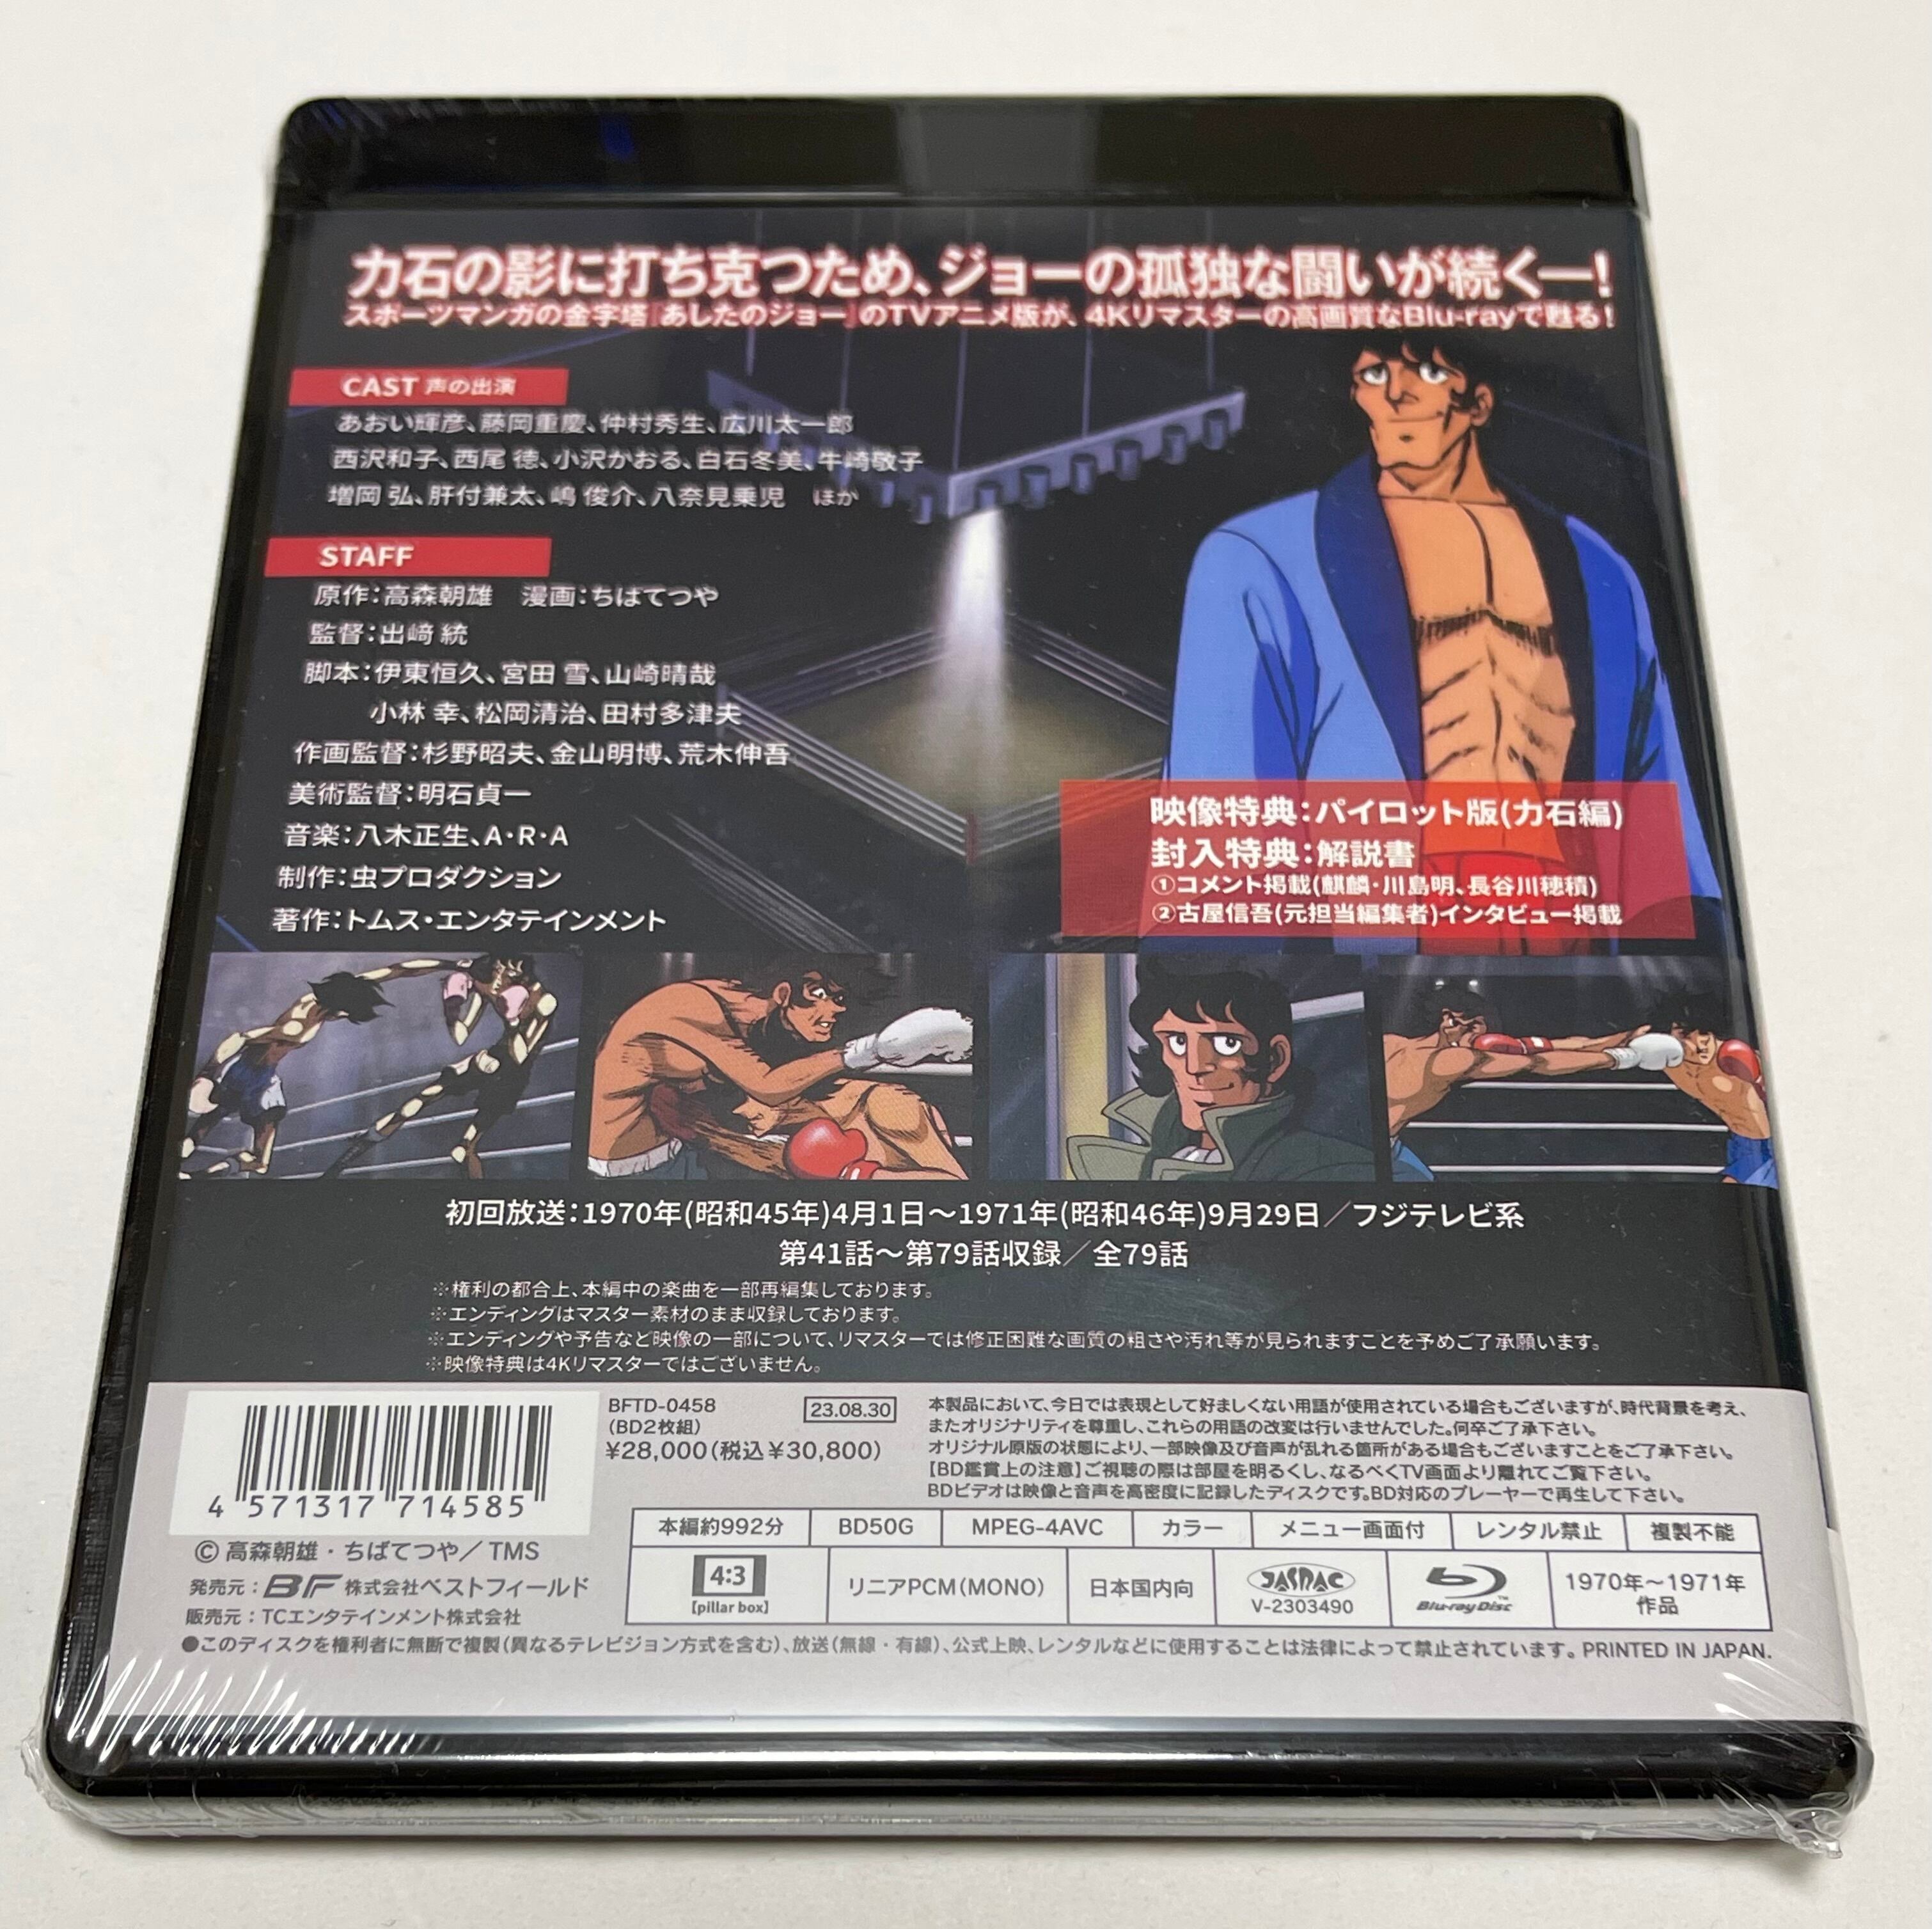 力石の影に打ち克つため、ジョーの孤独な闘いが続く―!
スポーツマンガの金字塔『あしたのジョー』のTVアニメ版が、4Kリマスターの高画質なBlu-rayで甦る!
CAST 声の出演
あおい輝彦、藤岡重慶、仲村秀生、広川太一郎
西沢和子、西尾 徳、小沢かおる、白石冬美、牛崎敬子
増岡 弘、肝付兼太、嶋 俊介、八奈見乗児 ほか
STAFF
原作:高森朝雄 漫画:ちばてつや
監督:出﨑 統
脚本:伊東恒久、宮田 雪、山崎晴哉
小林 幸、松岡清治、田村多津夫
作画監督:杉野昭夫、金山明博、荒木伸吾
美術監督:明石貞一
音楽:八木正生、A・R・A
制作:虫プロダクション
著作:トムス・エンタテインメント
映像特典:パイロット版(力石編)
封入特典:解説書
①コメント掲載(麒麟・川島明、長谷川穂積)
②古屋信吾(元担当編集者)インタビュー掲載
初回放送:1970年(昭和45年)4月1日～1971年(昭和46年)9月29日／フジテレビ系
第41話～第79話収録／全79話
※権利の都合上、本編中の楽曲を一部再編集しております。
※エンディングはマスター素材のまま収録しております。
※エンディングや予告など映像の一部について、リマスターでは修正困難な画質の粗さや汚れ等が見られますことを予めご了承願います。
※映像特典は4Kリマスターではございません。
BFTD-0458
(BD2枚組)
23.08.30
¥28,000(税込¥30,800)
4 571317 714585
本製品において、今日では表現として好ましくない用語が使用されている場合もございますが、時代背景を考え、
またオリジナリティを尊重し、これらの用語の改変は行いませんでした。何卒ご了承下さい。
オリジナル原版の状態により、一部映像及び音声が乱れる箇所がある場合もございますことをご了承下さい。
【BD鑑賞上の注意】ご視聴の際は部屋を明るくし、なるべくTV画面より離れてご覧下さい。
BDビデオは映像と音声を高密度に記録したディスクです。BD対応のプレーヤーで再生して下さい。
本編約992分 BD50G MPEG-4AVC カラー メニュー画面付 レンタル禁止 複製不能
4:3
[pillar box]
リニアPCM(MONO)
日本国内向
JASRAC
V-2303490
Blu-ray Disc
TM
1970年～1971年
作品
© 高森朝雄・ちばてつや／TMS
発売元:BF 株式会社ベストフィールド
販売元:TCエンタテインメント株式会社
●このディスクを権利者に無断で複製(異なるテレビジョン方式を含む)、放送(無線・有線)、公式上映、レンタルなどに使用することは法律によって禁止されています。PRINTED IN JAPAN.